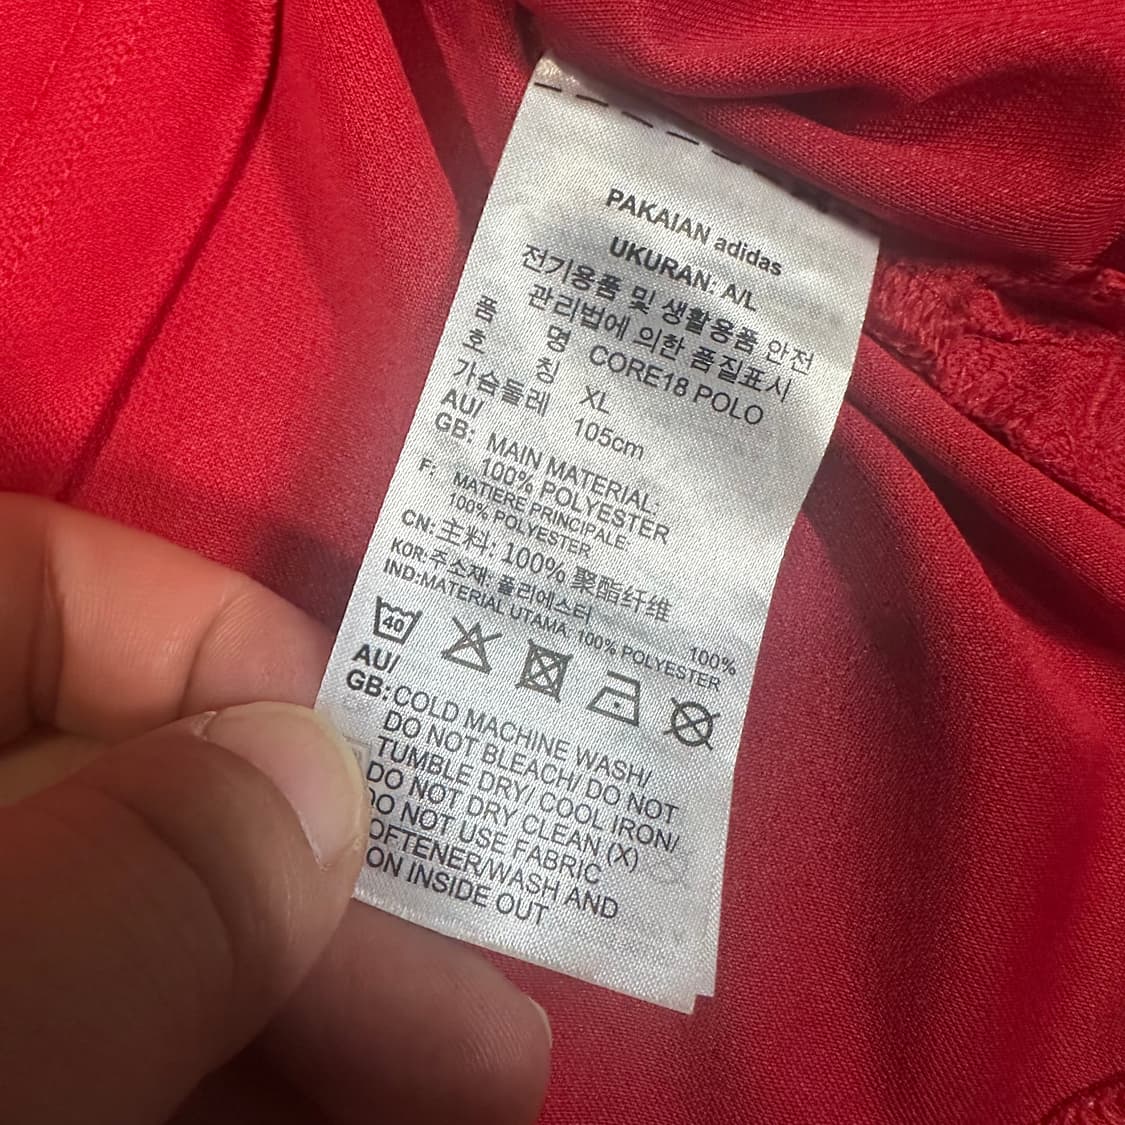 PAKAIAN adidas
UKURAN: A/L
전기용품 및 생활용품 안전
관리법에 의한 품질표시
품 명 CORE18 POLO
호 칭 XL
가슴둘레 105cm
AU/
GB: MAIN MATERIAL:
100% POLYESTER
F: MATIERE PRINCIPALE:
100% POLYESTER
CN: 主料: 100% 聚酯纤维
KOR: 주소재: 폴리에스터 100%
IND:MATERIAL UTAMA 100% POLYESTER
40
AU/
GB: COLD MACHINE WASH/
DO NOT BLEACH/ DO NOT
TUMBLE DRY/ COOL IRON/
DO NOT DRY CLEAN (X)
DO NOT USE FABRIC
OFTENER/WASH AND
ON INSIDE OUT